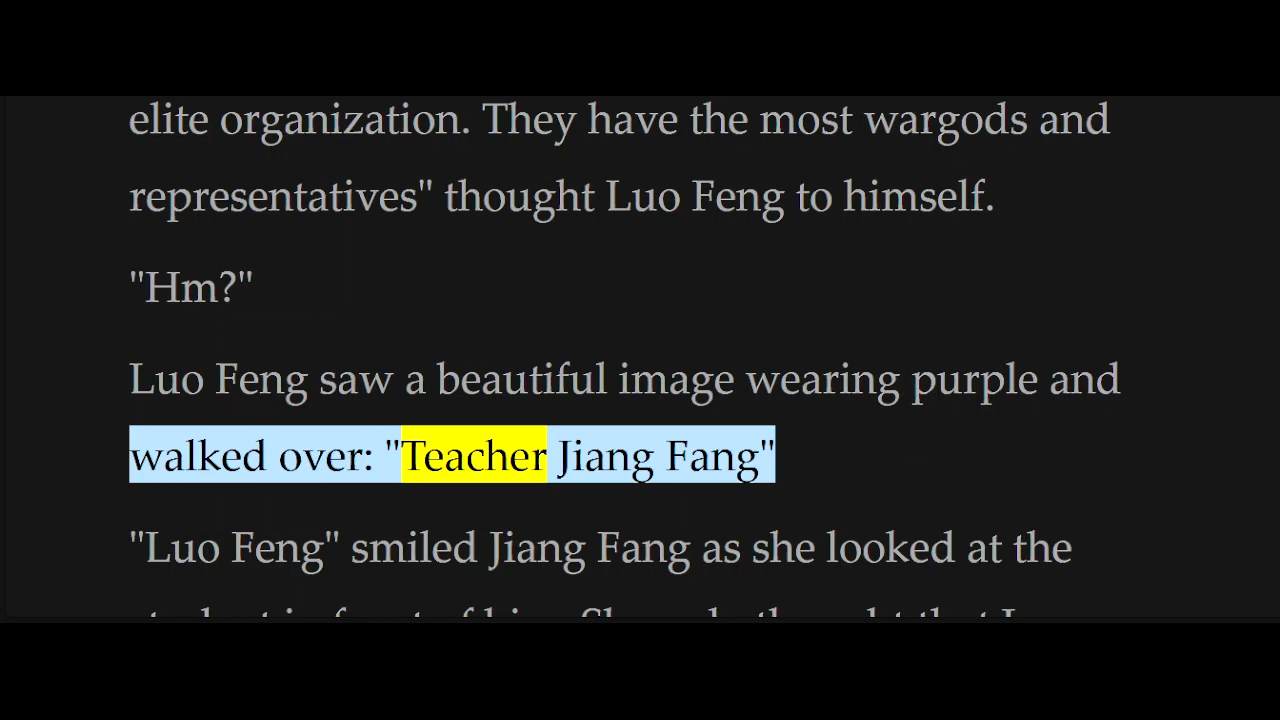 elite organization. They have the most wargods and
representatives" thought Luo Feng to himself.
"Hm?"
Luo Feng saw a beautiful image wearing purple and
walked over: "Teacher Jiang Fang"
"Luo Feng" smiled Jiang Fang as she looked at the